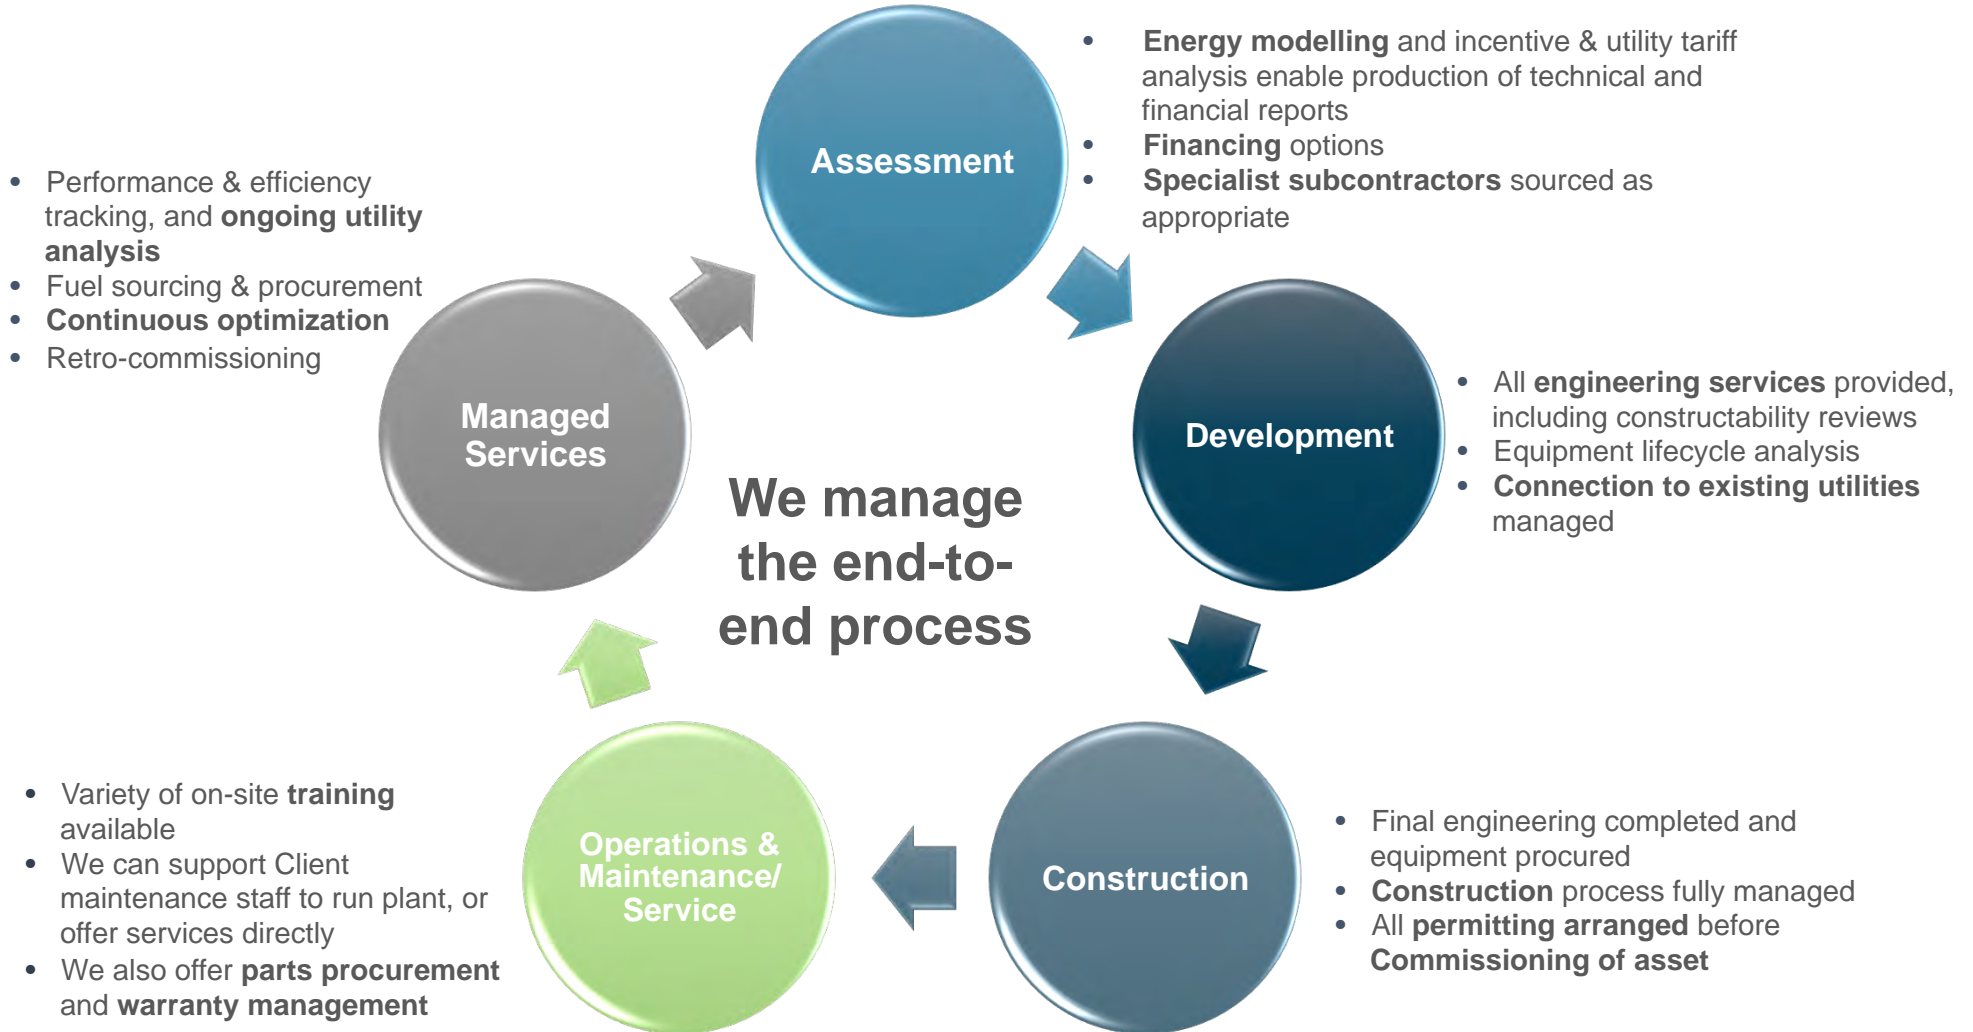 Assessment
• Energy modelling and incentive & utility tariff
analysis enable production of technical and
financial reports
• Financing options
• Specialist subcontractors sourced as
appropriate
Development
• All engineering services provided,
including constructability reviews
• Equipment lifecycle analysis
• Connection to existing utilities
managed
Construction
• Final engineering completed and
equipment procured
• Construction process fully managed
• All permitting arranged before
Commissioning of asset
Operations &
Maintenance/
Service
• Variety of on-site training
available
• We can support Client
maintenance staff to run plant, or
offer services directly
• We also offer parts procurement
and warranty management
Managed
Services
• Performance & efficiency
tracking, and ongoing utility
analysis
• Fuel sourcing & procurement
• Continuous optimization
• Retro-commissioning
We manage
the end-to-
end process